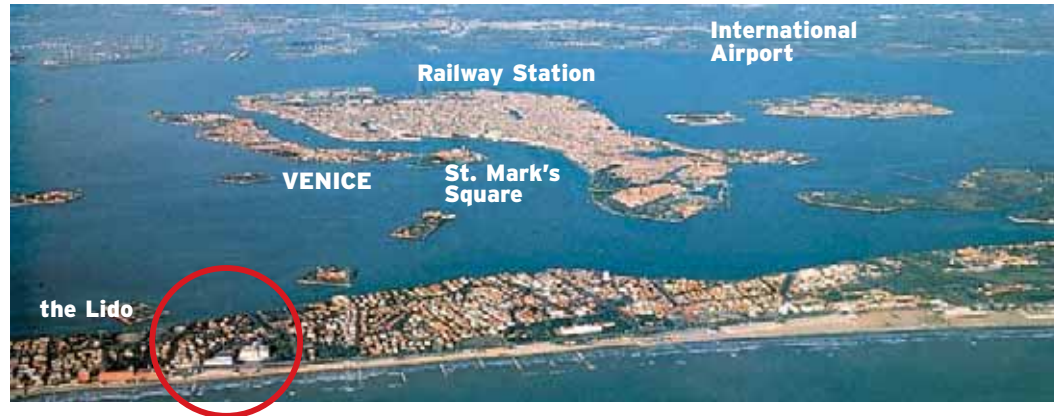 International
Airport
Railway Station
VENICE
St. Mark's
Square
the Lido